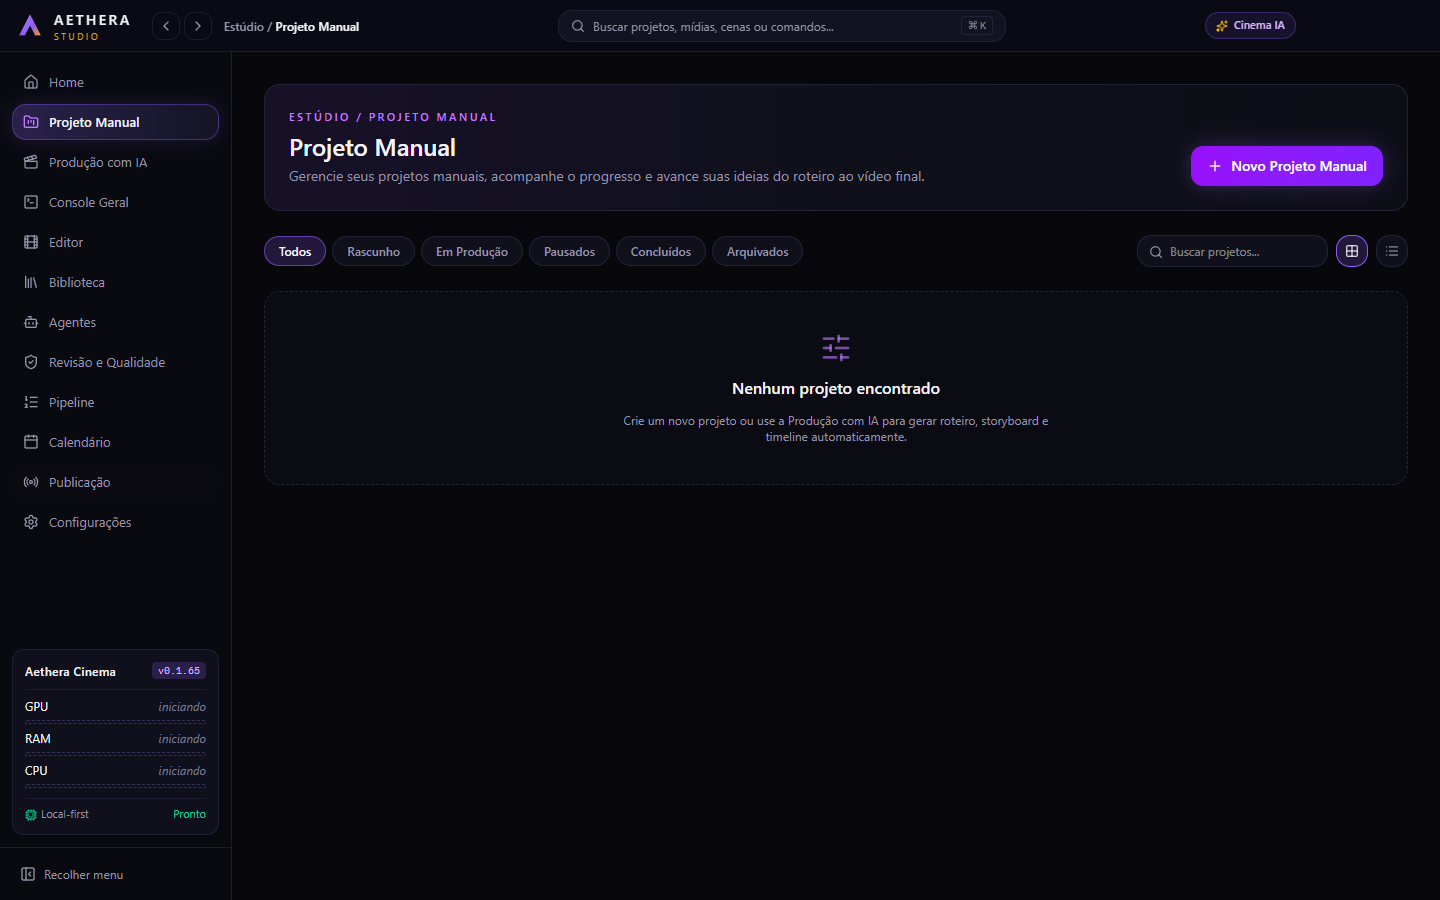 AETHERA
STUDIO
Estúdio / Projeto Manual
Buscar projetos, mídias, cenas ou comandos...
⌘K
Cinema IA
Home
Projeto Manual
Produção com IA
Console Geral
Editor
Biblioteca
Agentes
Revisão e Qualidade
Pipeline
Calendário
Publicação
Configurações
Aethera Cinema v0.1.65
GPU iniciando
RAM iniciando
CPU iniciando
Local-first Pronto
Recolher menu
ESTÚDIO / PROJETO MANUAL
Projeto Manual
Gerencie seus projetos manuais, acompanhe o progresso e avance suas ideias do roteiro ao vídeo final.
Novo Projeto Manual
Todos Rascunho Em Produção Pausados Concluídos Arquivados
Buscar projetos...
Nenhum projeto encontrado
Crie um novo projeto ou use a Produção com IA para gerar roteiro, storyboard e
timeline automaticamente.